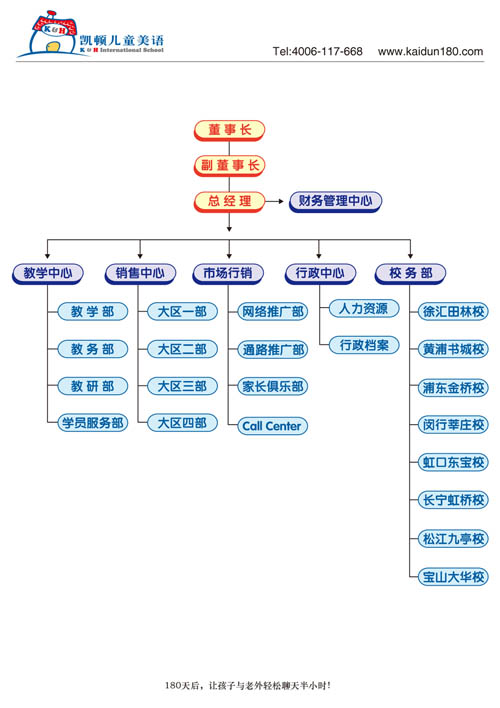 凯顿儿童美语
K & H
K & H International School
Tel:4006-117-668 www.kaidun180.com
董事长
副董事长
总经理
财务管理中心
教学中心
销售中心
市场行销
行政中心
校务部
教学部
教务部
教研部
学员服务部
大区一部
大区二部
大区三部
大区四部
网络推广部
通路推广部
家长俱乐部
Call Center
人力资源
行政档案
徐汇田林校
黄浦书城校
浦东金桥校
闵行莘庄校
虹口东宝校
长宁虹桥校
松江九亭校
宝山大华校
180天后，让孩子与老外轻松聊天半小时！